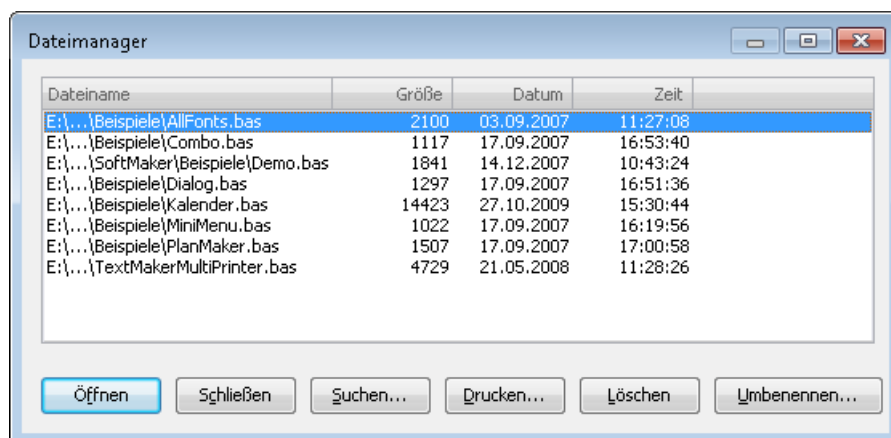 Dateimanager
Dateiname Größe Datum Zeit
E:\...\Beispiele\AllFonts.bas 2100 03.09.2007 11:27:08
E:\...\Beispiele\Combo.bas 1117 17.09.2007 16:53:40
E:\...\SoftMaker\Beispiele\Demo.bas 1841 14.12.2007 10:43:24
E:\...\Beispiele\Dialog.bas 1297 17.09.2007 16:51:36
E:\...\Beispiele\Kalender.bas 14423 27.10.2009 15:30:44
E:\...\Beispiele\MiniMenu.bas 1022 17.09.2007 16:19:56
E:\...\Beispiele\PlanMaker.bas 1507 17.09.2007 17:00:58
E:\...\TextMakerMultiPrinter.bas 4729 21.05.2008 11:28:26
Öffnen Schließen Suchen... Drucken... Löschen Umbenennen...